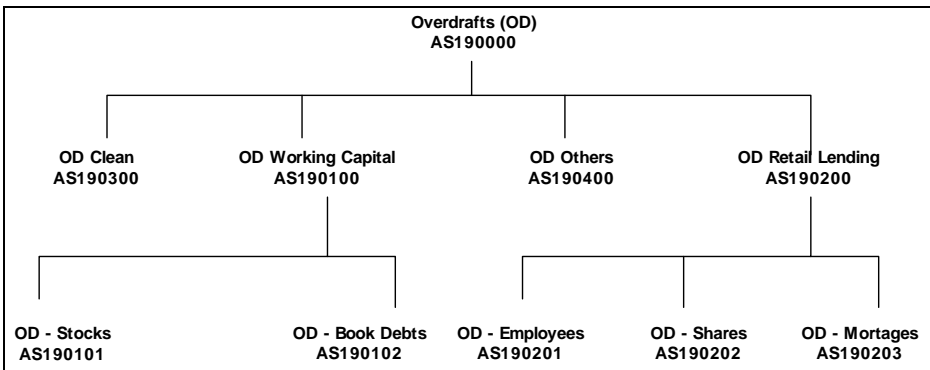 Overdrafts (OD)
AS190000
OD Clean
AS190300
OD Working Capital
AS190100
OD Others
AS190400
OD Retail Lending
AS190200
OD - Stocks
AS190101
OD - Book Debts
AS190102
OD - Employees
AS190201
OD - Shares
AS190202
OD - Mortages
AS190203